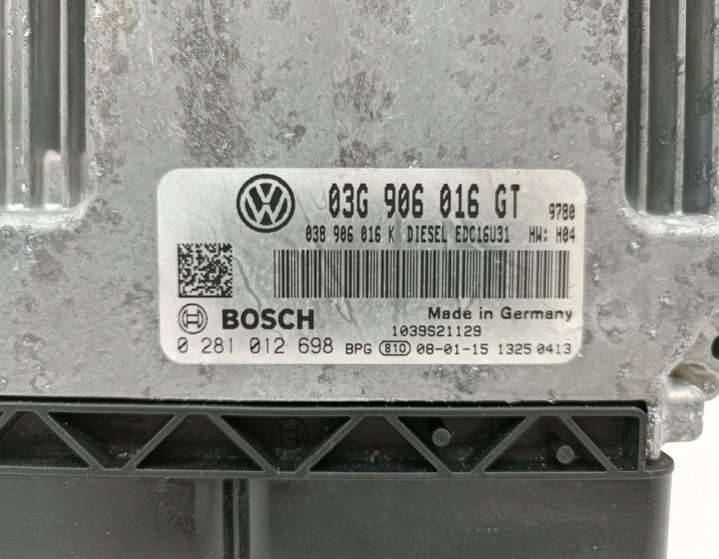 03G 906 016 GT 9780
038 906 016 K DIESEL EDC16U31 HW: H04
Made in Germany
BOSCH 1039S21129
0 281 012 698 BPG 810 08-01-15 1325 0413